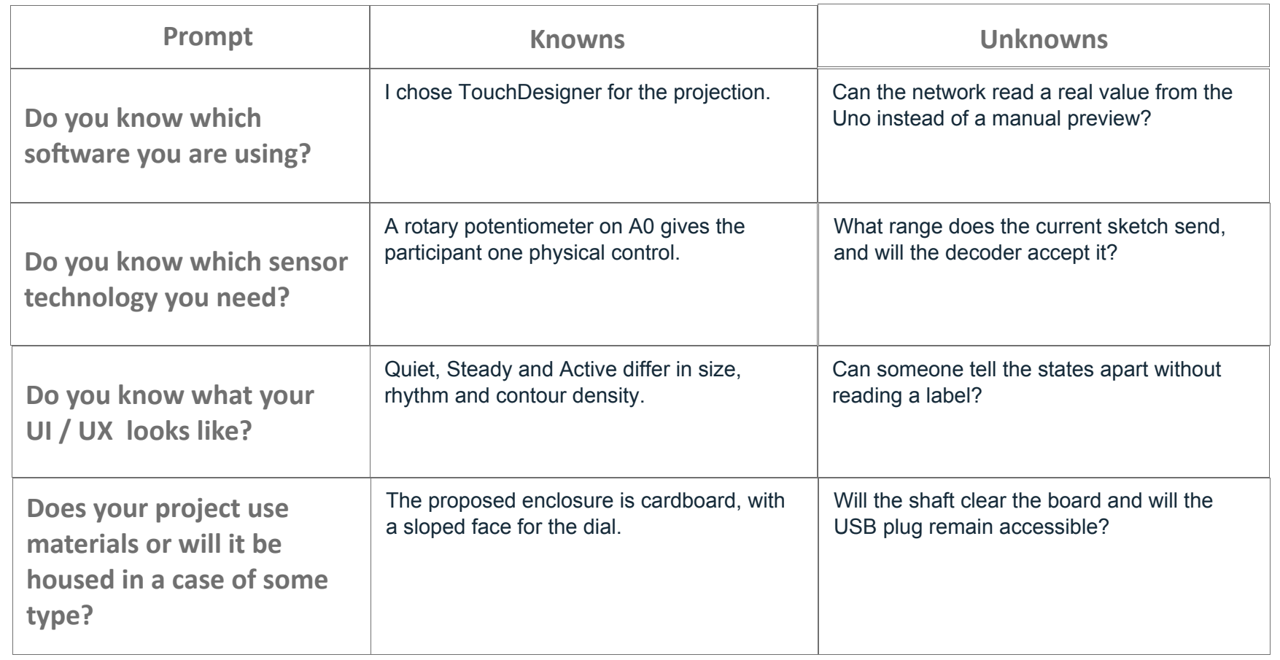 Prompt
Knowns
Unknowns
Do you know which
software you are using?
I chose TouchDesigner for the projection.
Can the network read a real value from the
Uno instead of a manual preview?
Do you know which sensor
technology you need?
A rotary potentiometer on A0 gives the
participant one physical control.
What range does the current sketch send,
and will the decoder accept it?
Do you know what your
UI / UX  looks like?
Quiet, Steady and Active differ in size,
rhythm and contour density.
Can someone tell the states apart without
reading a label?
Does your project use
materials or will it be
housed in a case of some
type?
The proposed enclosure is cardboard, with
a sloped face for the dial.
Will the shaft clear the board and will the
USB plug remain accessible?